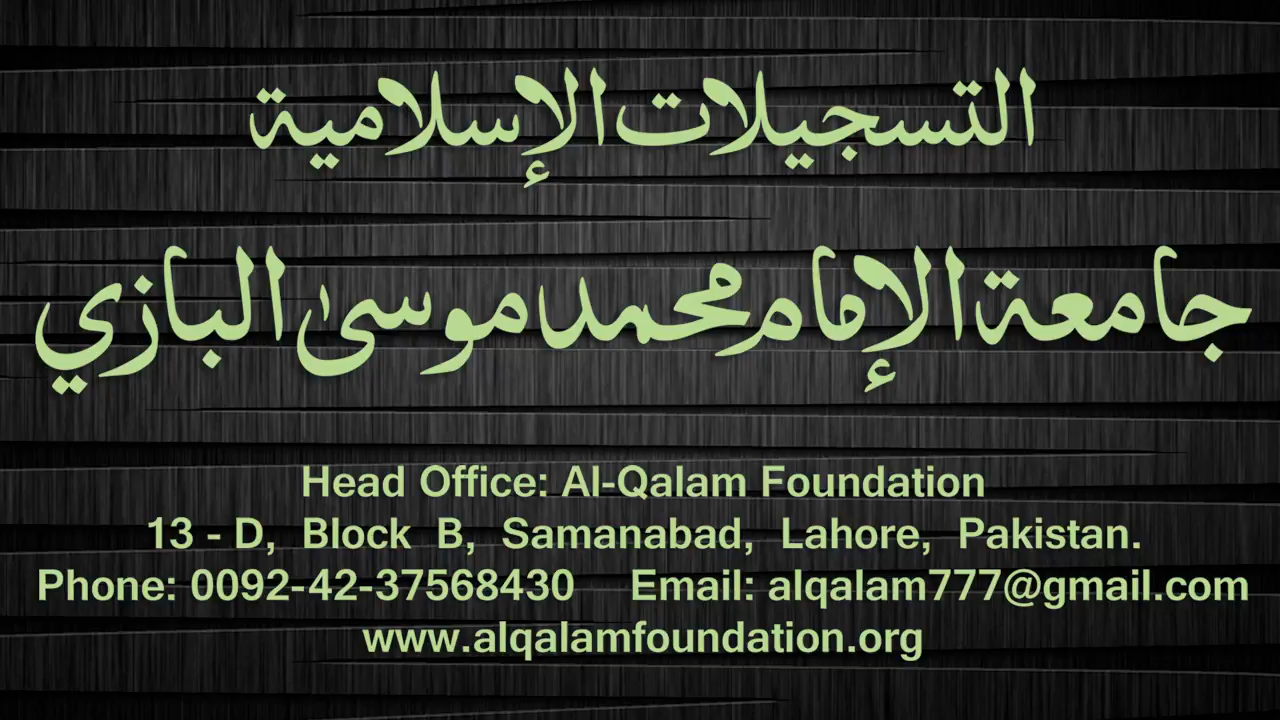 التسجيلات الإسلامية
جامعة الإمام محمد موسىٰ البازي
Head Office: Al-Qalam Foundation
13 - D, Block B, Samanabad, Lahore, Pakistan.
Phone: 0092-42-37568430 Email: alqalam777@gmail.com
www.alqalamfoundation.org